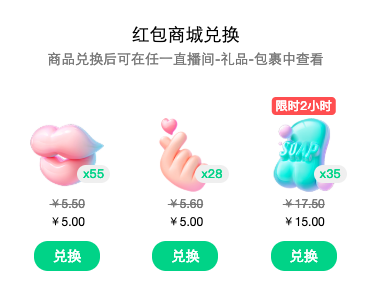 红包商城兑换
商品兑换后可在任一直播间-礼品-包裹中查看
限时2小时
soap
x55
x28
x35
￥5.50
￥5.60
￥17.50
￥5.00
￥5.00
￥15.00
兑换
兑换
兑换